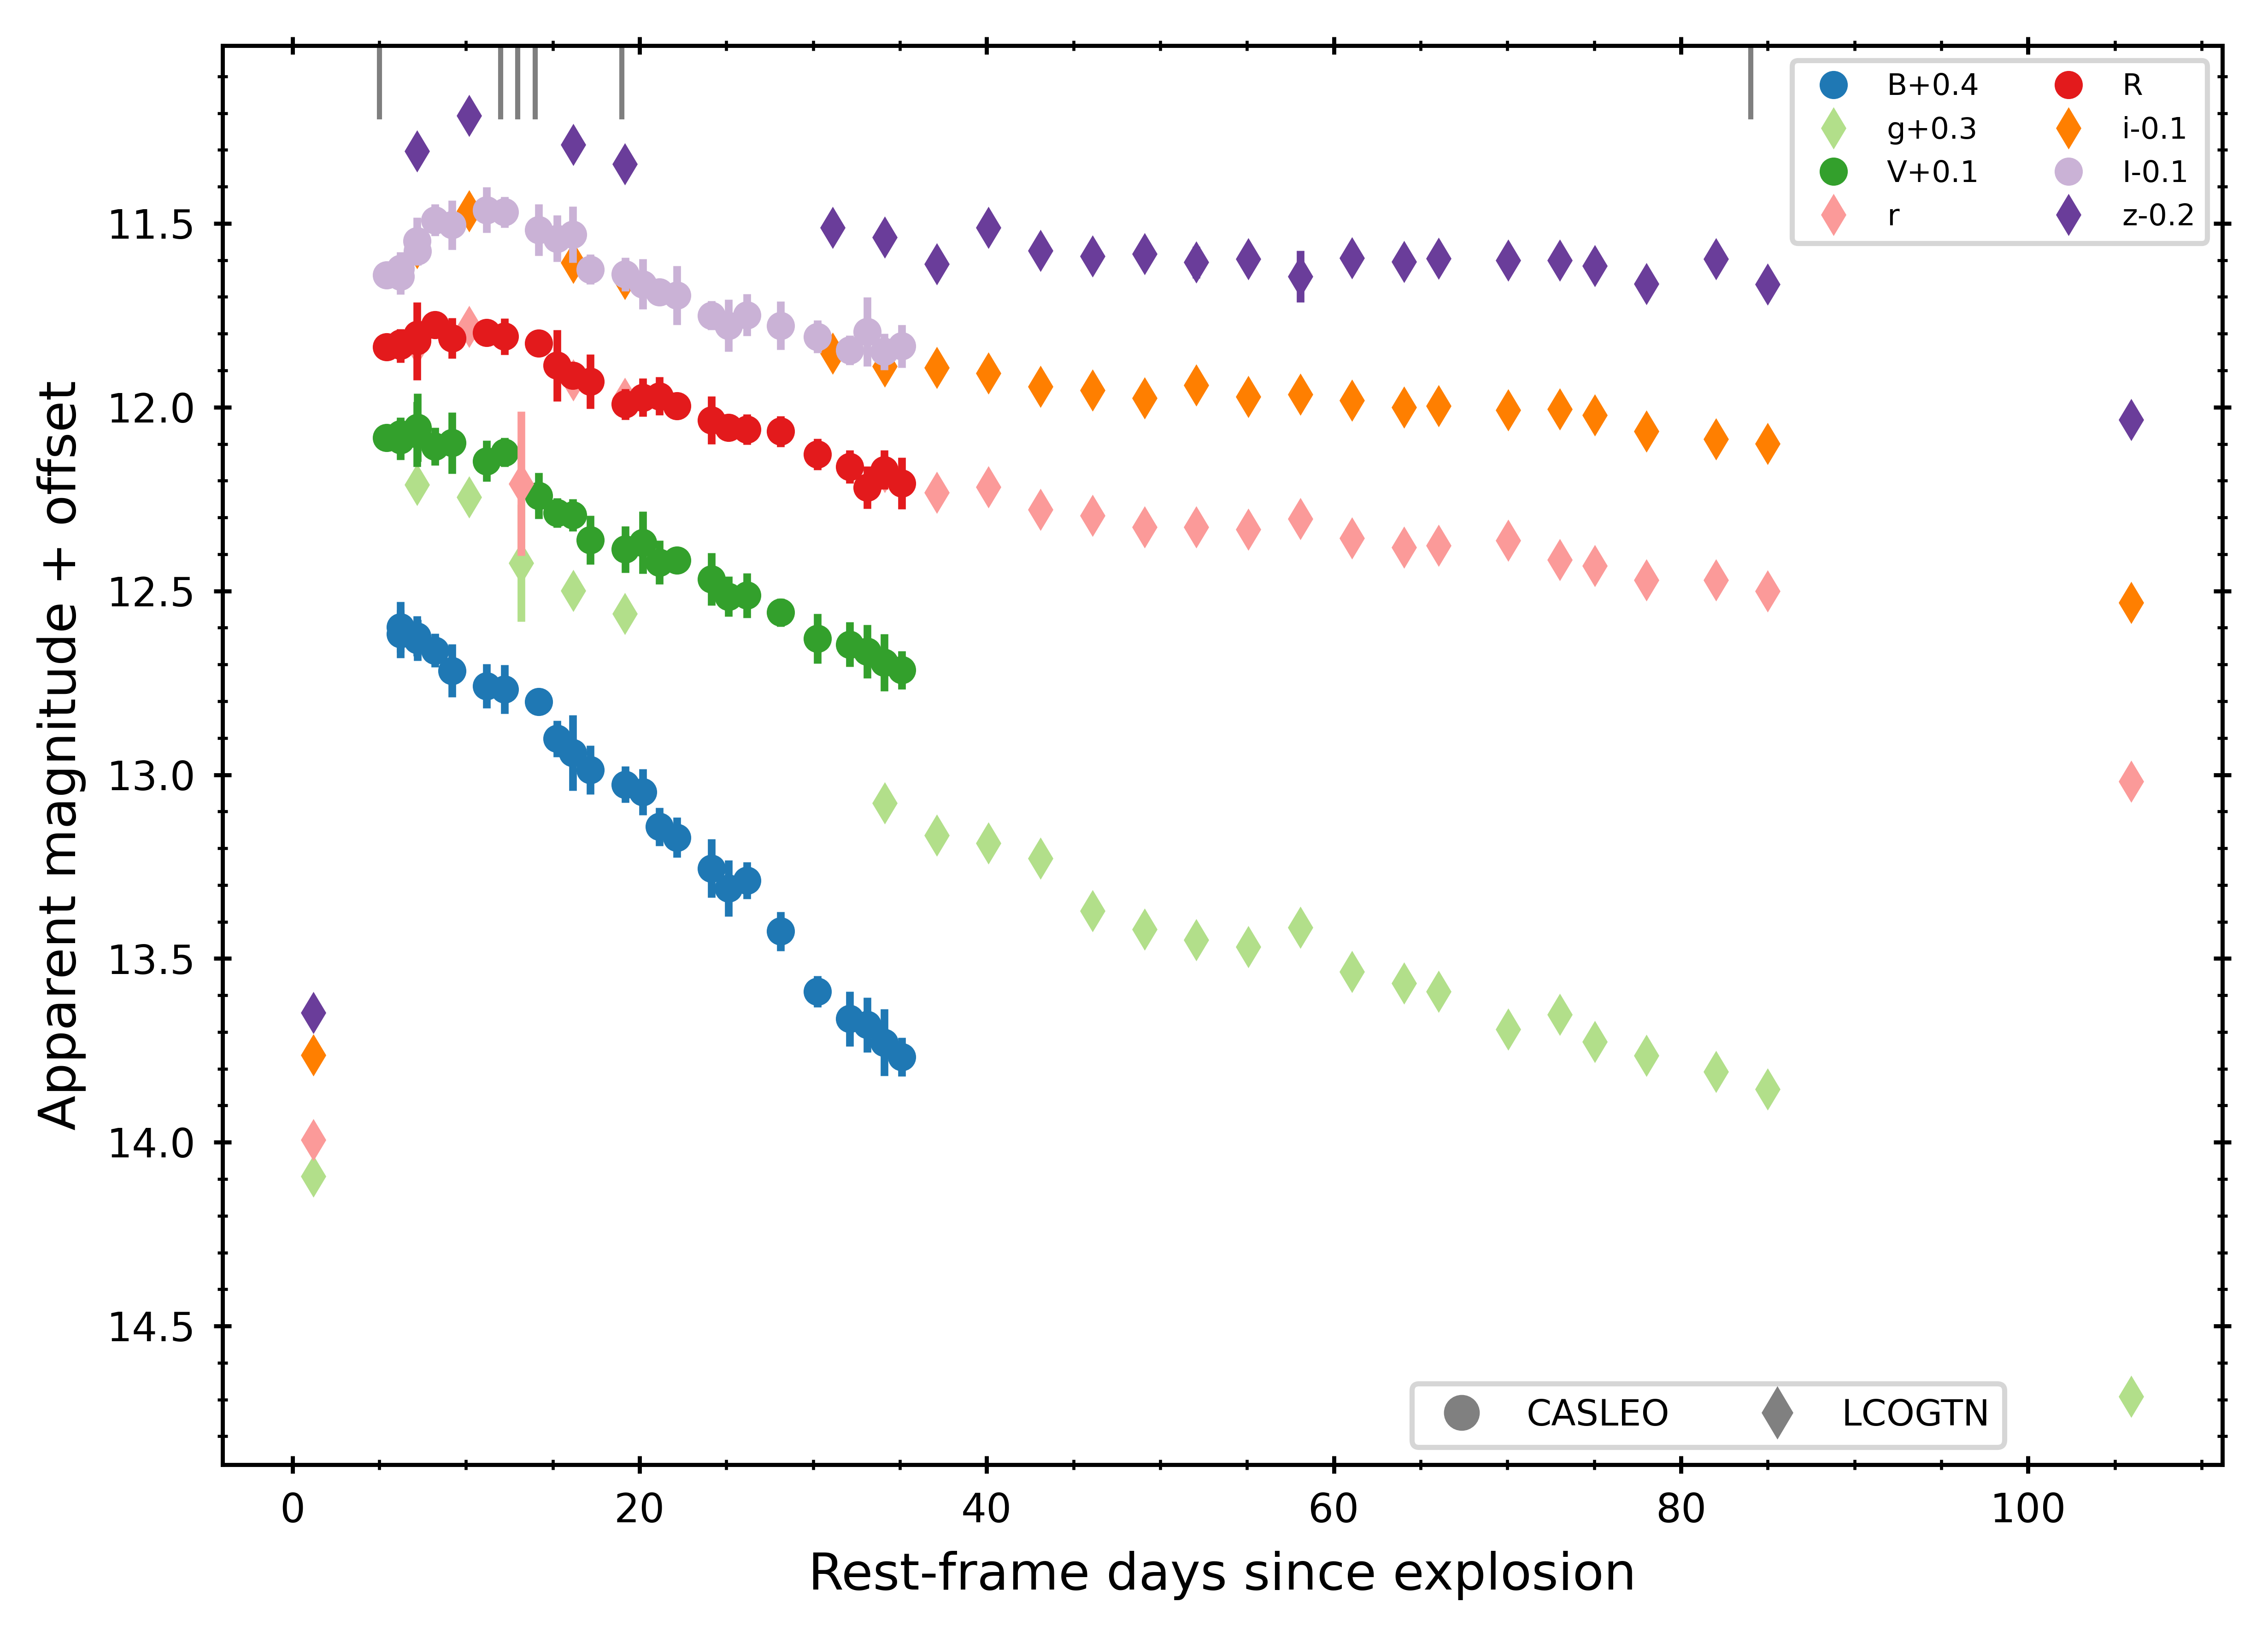 B+0.4 R
g+0.3 i-0.1
V+0.1 I-0.1
r z-0.2
11.5
12.0
12.5
13.0
13.5
14.0
14.5
Apparent magnitude + offset
CASLEO LCOGTN
0 20 40 60 80 100
Rest-frame days since explosion